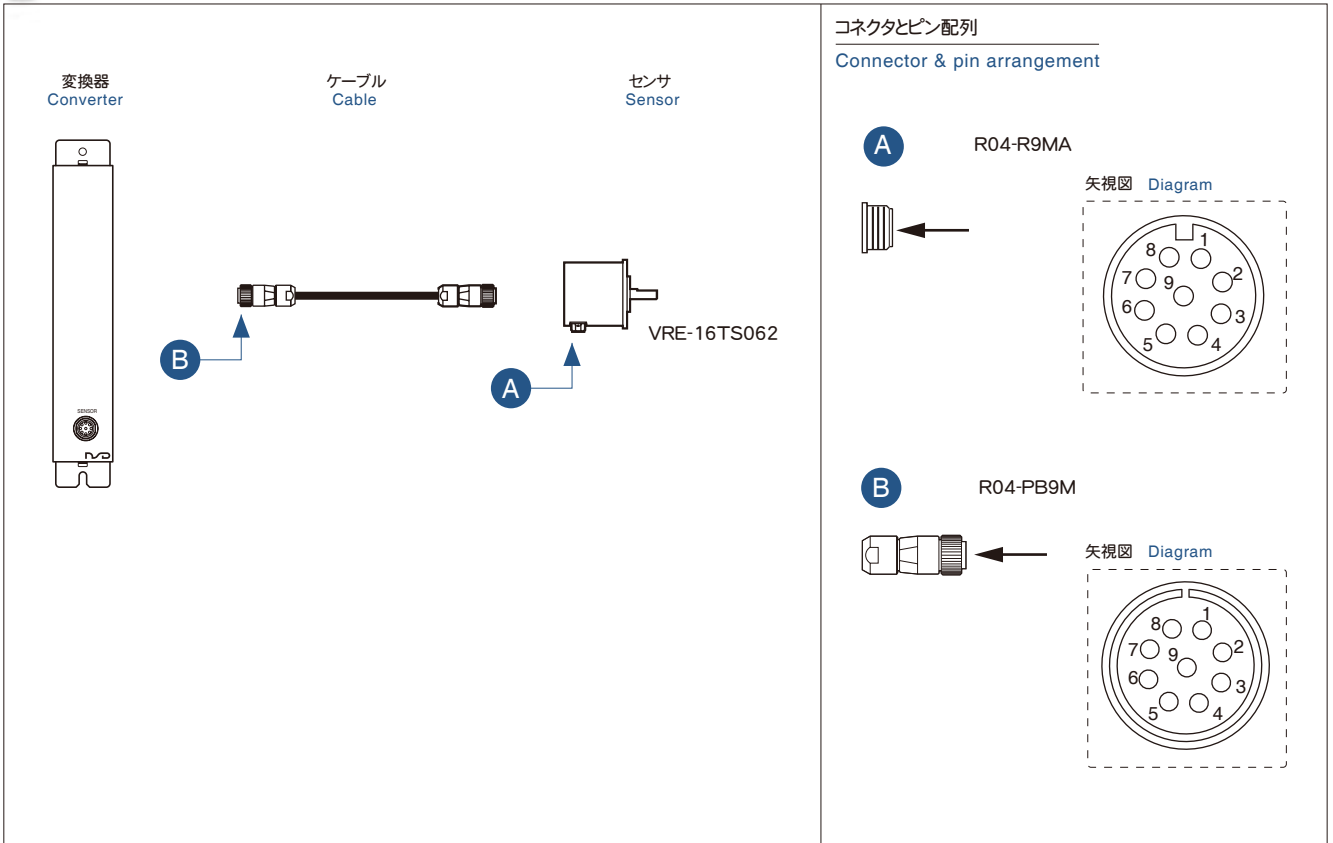 変換器
Converter
ケーブル
Cable
センサ
Sensor
SENSOR
NSD
B
A
VRE-16TS062
コネクタとピン配列
Connector & pin arrangement
A
R04-R9MA
矢視図 Diagram
8 1
7 9 2
6 3
5 4
B
R04-PB9M
矢視図 Diagram
8 1
7 9 2
6 3
5 4